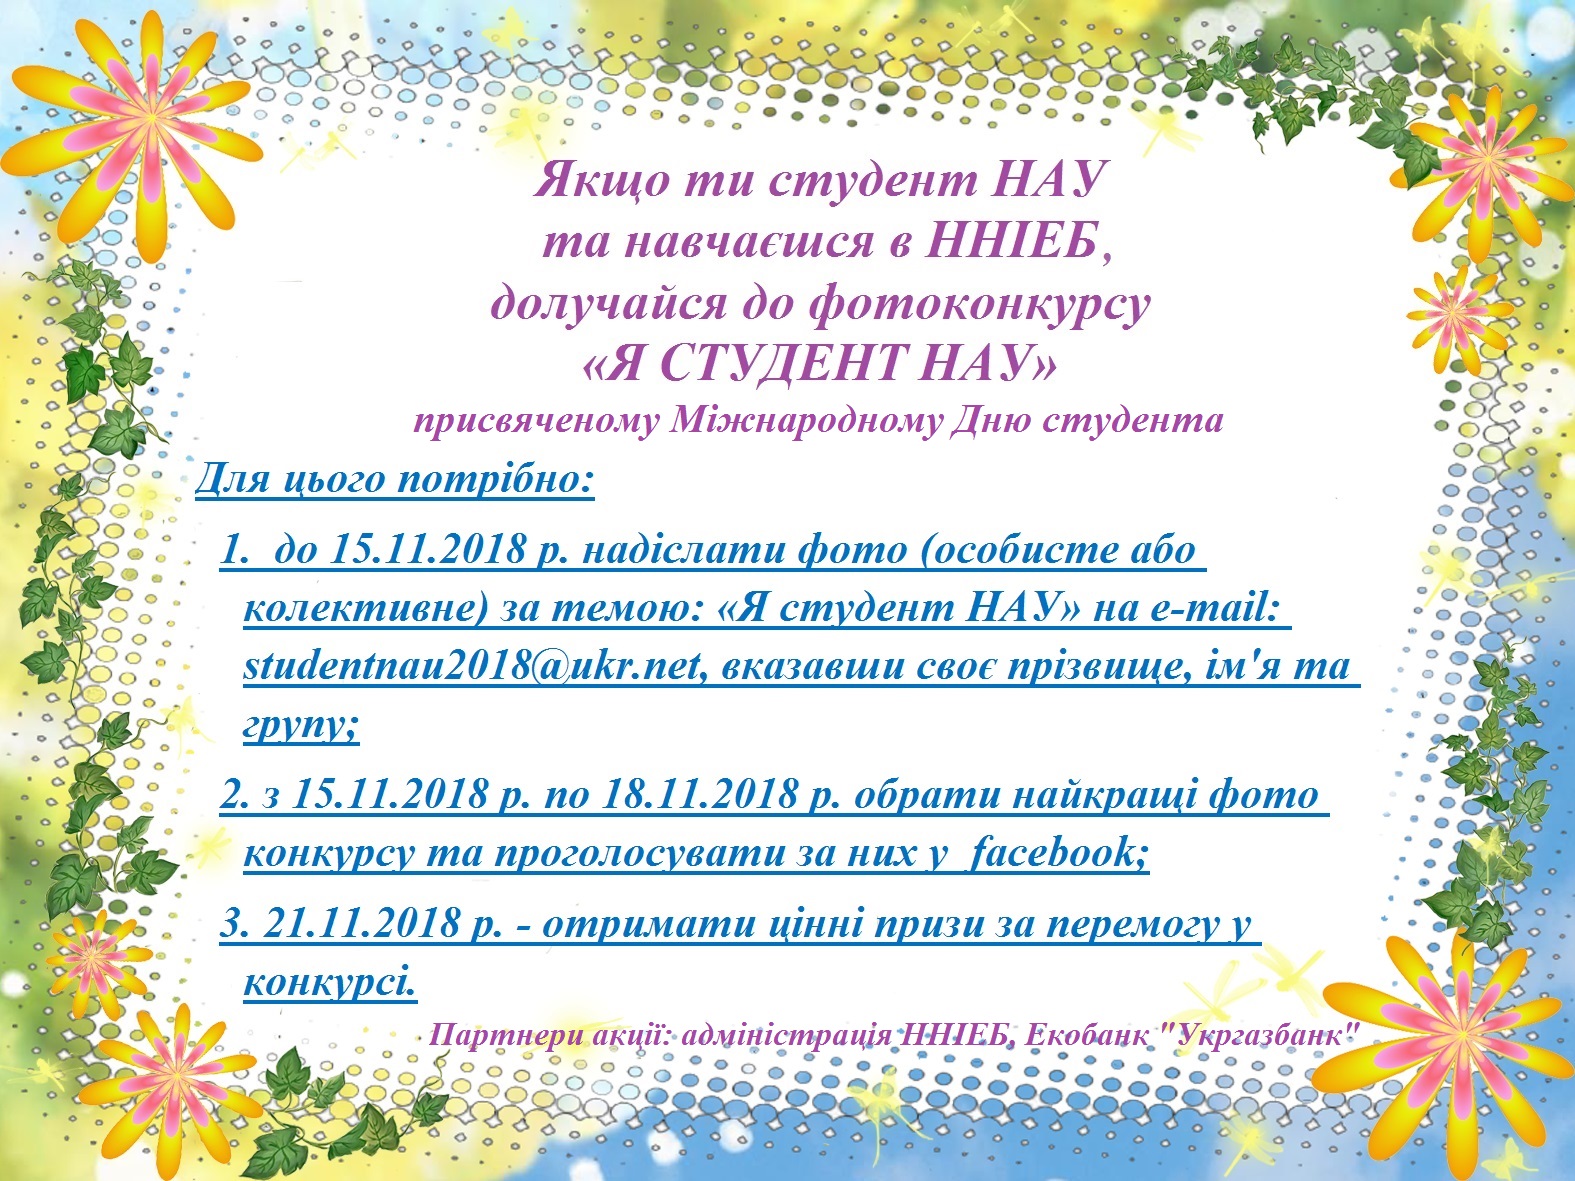 Якщо ти студент НАУ
та навчаєшся в ННІЕБ,
долучайся до фотоконкурсу
«Я СТУДЕНТ НАУ»
присвяченому Міжнародному Дню студента
Для цього потрібно:
1. до 15.11.2018 р. надіслати фото (особисте або
колективне) за темою: «Я студент НАУ» на e-mail:
studentnau2018@ukr.net, вказавши своє прізвище, ім'я та
групу;
2. з 15.11.2018 р. по 18.11.2018 р. обрати найкращі фото
конкурсу та проголосувати за них у facebook;
3. 21.11.2018 р. - отримати цінні призи за перемогу у
конкурсі.
Партнери акції: адміністрація ННІЕБ, Екобанк "Укргазбанк"